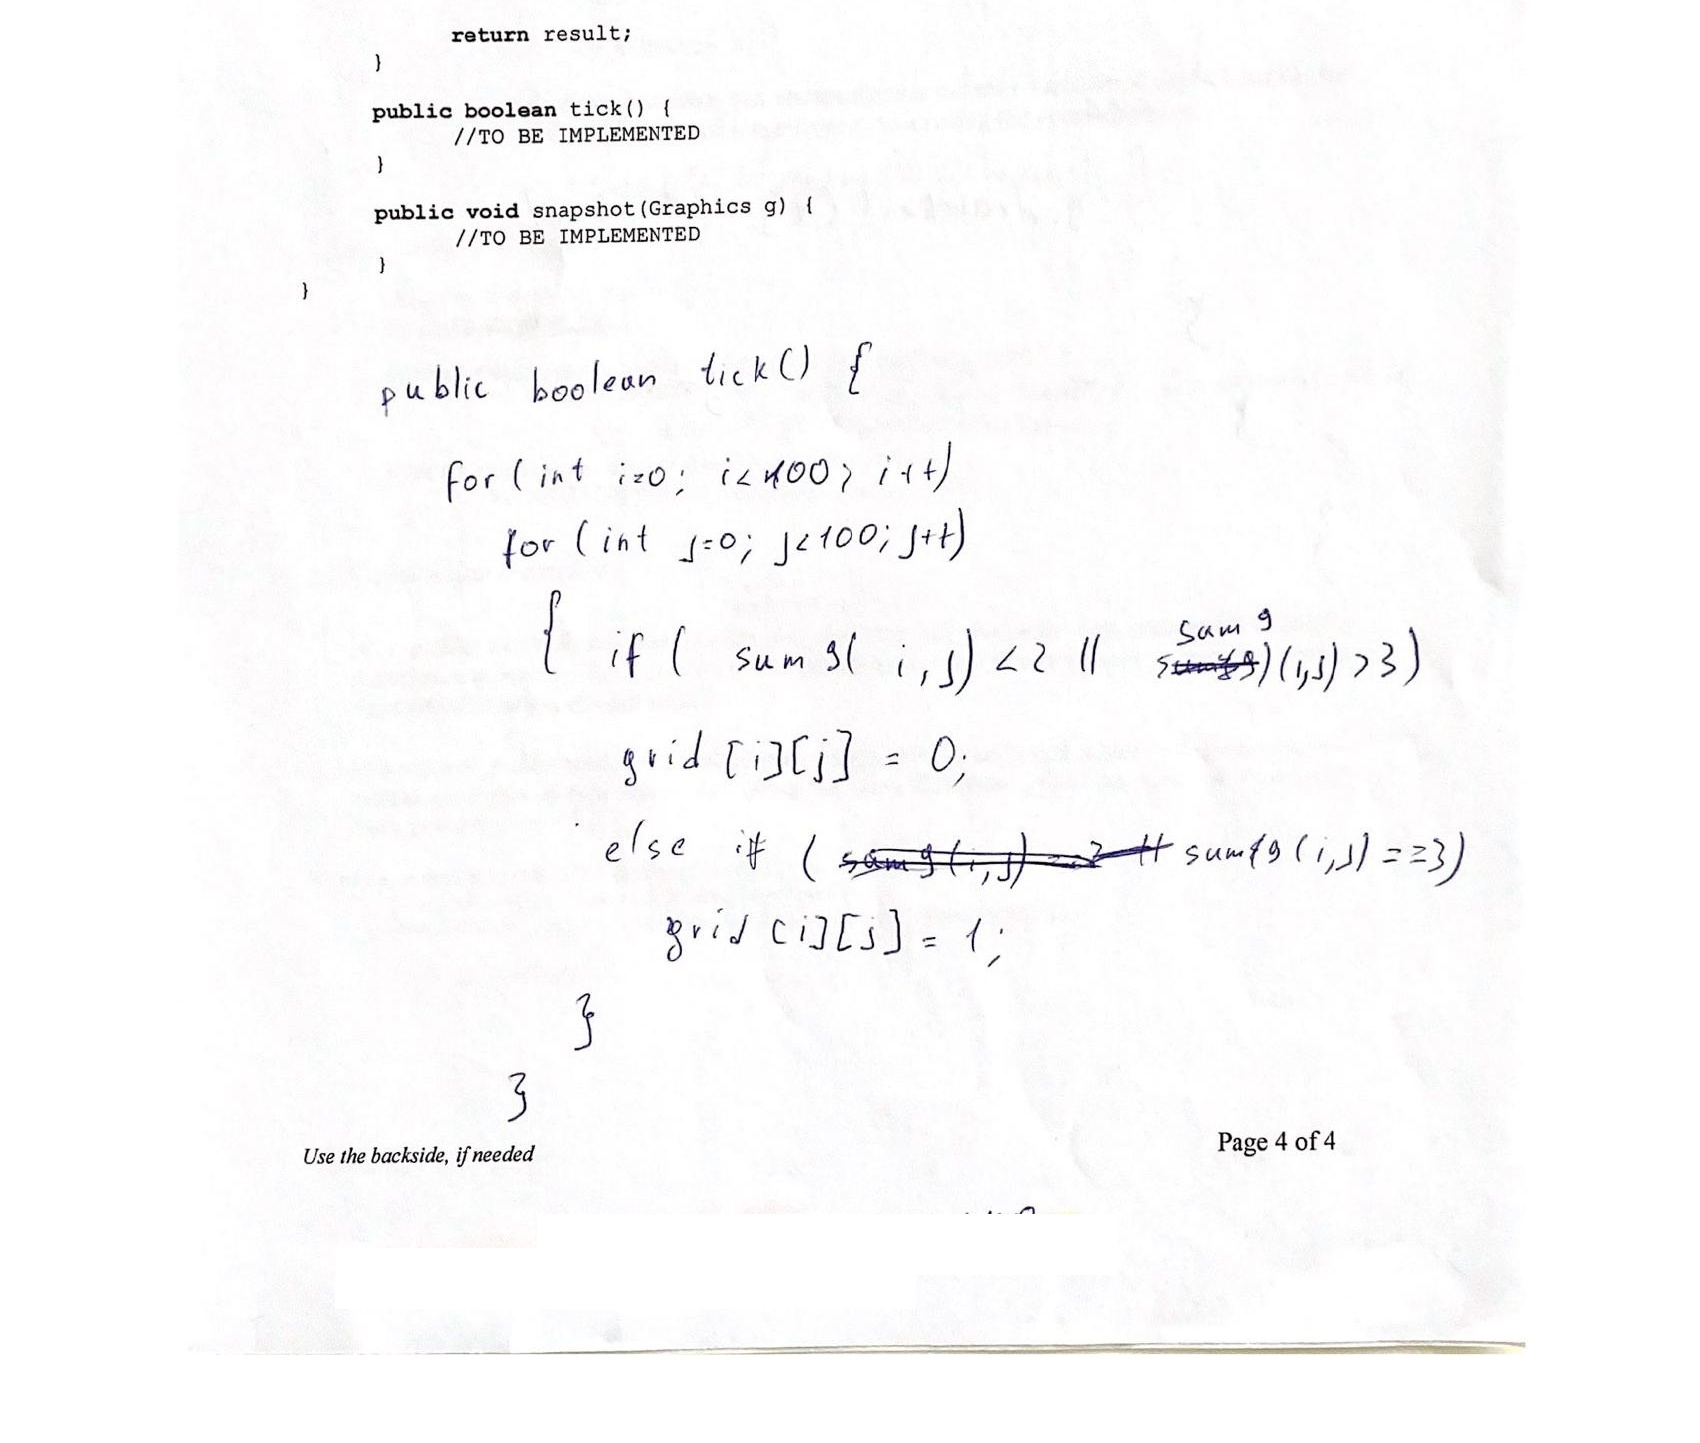 return result;
}
public boolean tick() {
//TO BE IMPLEMENTED
}
public void snapshot(Graphics g) {
//TO BE IMPLEMENTED
}
}
public boolean tick() {
for (int i=0; i<100; i++)
for (int j=0; j<100; j++)
{ if ( sum9( i, j) <2 || sum9 (i,j) >3)
grid [i][j] = 0;
else if ( sum9 (i,j) ==3)
grid [i][j] = 1;
}
}
Use the backside, if needed
Page 4 of 4